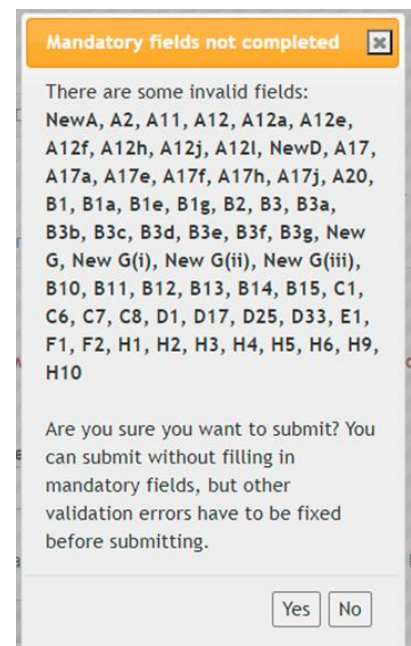 Mandatory fields not completed
There are some invalid fields:
NewA, A2, A11, A12, A12a, A12e,
A12f, A12h, A12j, A12l, NewD, A17,
A17a, A17e, A17f, A17h, A17j, A20,
B1, B1a, B1e, B1g, B2, B3, B3a,
B3b, B3c, B3d, B3e, B3f, B3g, New
G, New G(i), New G(ii), New G(iii),
B10, B11, B12, B13, B14, B15, C1,
C6, C7, C8, D1, D17, D25, D33, E1,
F1, F2, H1, H2, H3, H4, H5, H6, H9,
H10
Are you sure you want to submit? You
can submit without filling in
mandatory fields, but other
validation errors have to be fixed
before submitting.
Yes No